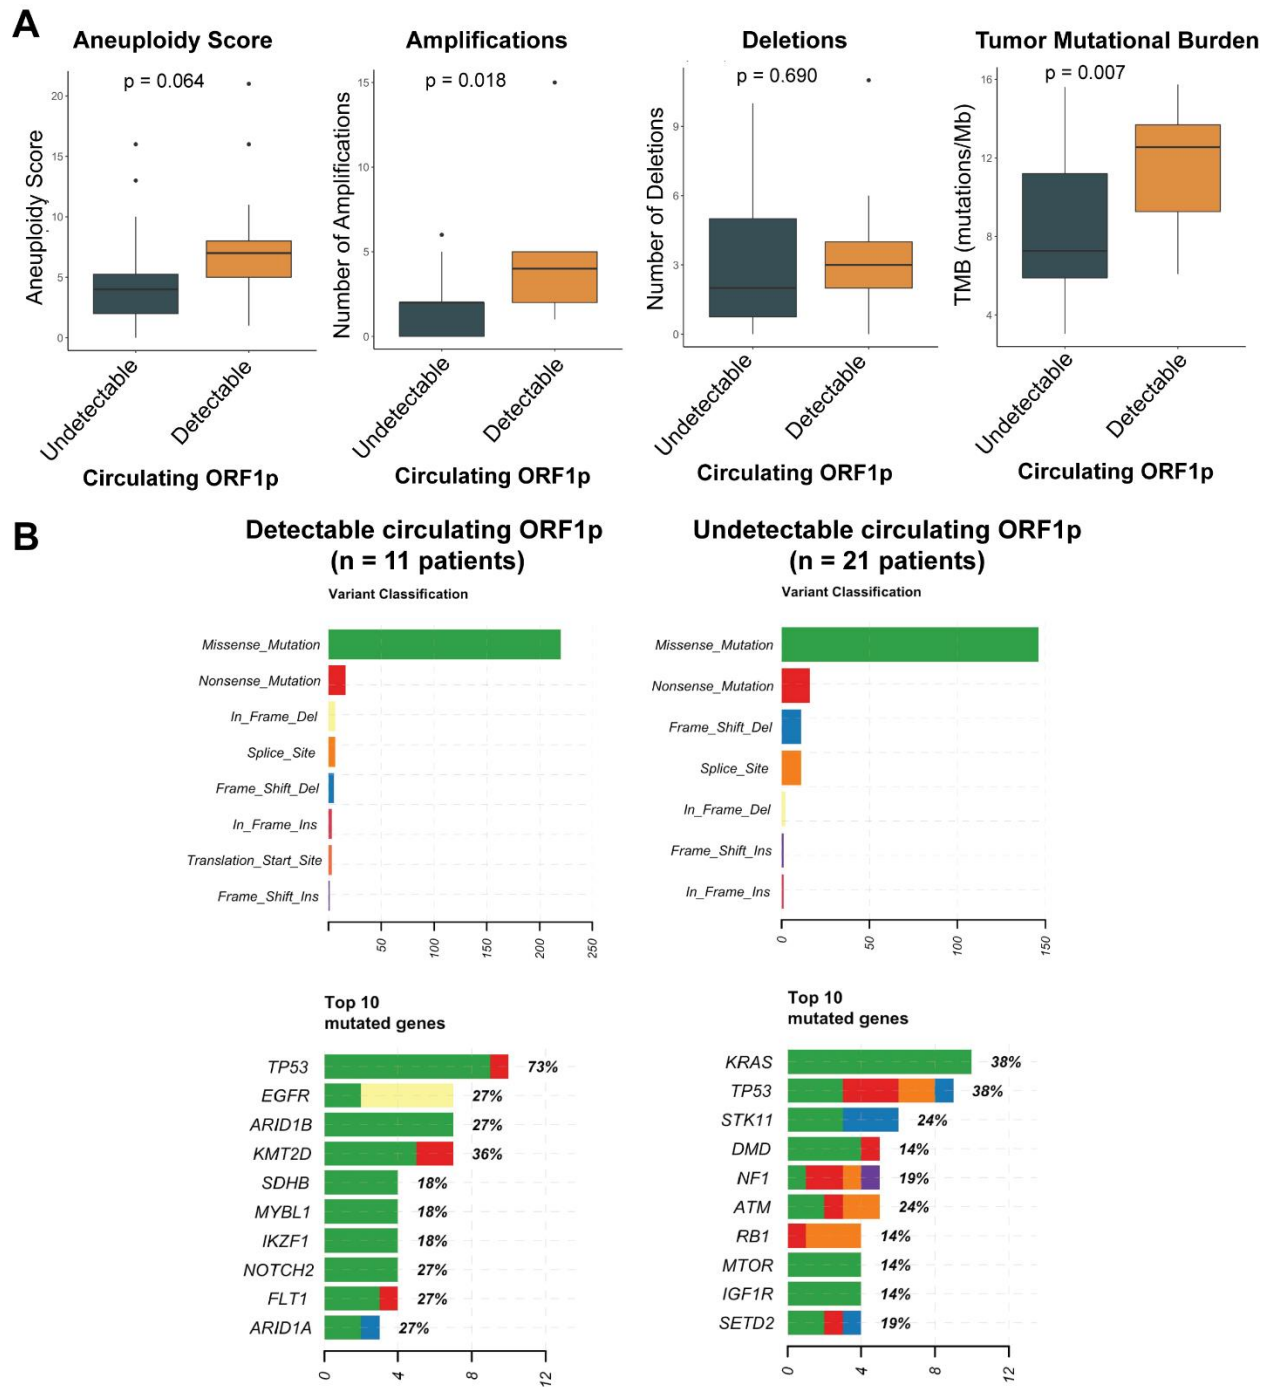 A
Aneuploidy Score
Amplifications
Deletions
Tumor Mutational Burden
p = 0.064
p = 0.018
p = 0.690
p = 0.007
Aneuploidy Score
20
15
10
5
0
Number of Amplifications
15
10
5
0
Number of Deletions
9
6
3
0
TMB (mutations/Mb)
16
12
8
4
Undetectable
Detectable
Undetectable
Detectable
Undetectable
Detectable
Undetectable
Detectable
Circulating ORF1p
Circulating ORF1p
Circulating ORF1p
Circulating ORF1p
B
Detectable circulating ORF1p
(n = 11 patients)
Variant Classification
Missense_Mutation
Nonsense_Mutation
In_Frame_Del
Splice_Site
Frame_Shift_Del
In_Frame_Ins
Translation_Start_Site
Frame_Shift_Ins
50
100
150
200
250
Undetectable circulating ORF1p
(n = 21 patients)
Variant Classification
Missense_Mutation
Nonsense_Mutation
Frame_Shift_Del
Splice_Site
In_Frame_Del
Frame_Shift_Ins
In_Frame_Ins
0
50
100
150
Top 10
mutated genes
TP53 73%
EGFR 27%
ARID1B 27%
KMT2D 36%
SDHB 18%
MYBL1 18%
IKZF1 18%
NOTCH2 27%
FLT1 27%
ARID1A 27%
0
4
8
12
Top 10
mutated genes
KRAS 38%
TP53 38%
STK11 24%
DMD 14%
NF1 19%
ATM 24%
RB1 14%
MTOR 14%
IGF1R 14%
SETD2 19%
0
4
8
12